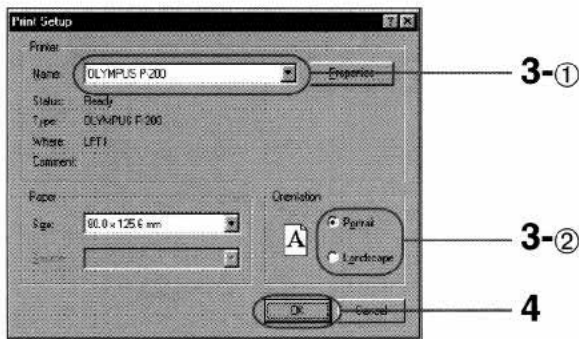 Print Setup
Printer
Name: OLYMPUS P-200 Properties
Status: Ready
Type: OLYMPUS P-200
Where: LPT1
Comment:
3-①
Paper
Size: 80.0 x 125.6 mm
Source:
Orientation
A
Portrait
Landscape
3-②
OK Cancel
4